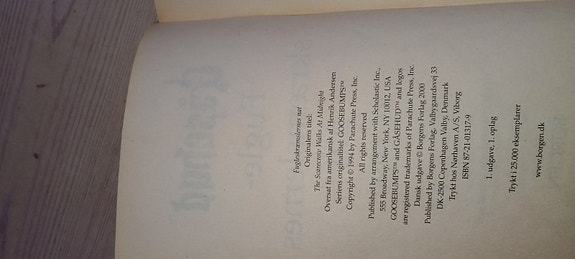 Fugleskræmslernes nat
Originalens titel:
The Scarecrow Walks At Midnight
Oversat fra amerikansk af Henrik Andersen
Seriens originaltitel: GOOSEBUMPS™
Copyright © 1994 by Parachute Press, Inc.
All rights reserved
Published by arrangement with Scholastic Inc,
555 Broadway, New York, NY 10012, USA
GOOSEBUMPS™ and GÅSEHUD™ and logos
are registered trademarks of Parachute Press, Inc.
Dansk udgave © Borgens Forlag 2000
Published by Borgens Forlag, Valbygaardsvej 33
DK-2500 Copenhagen Valby, Denmark
Trykt hos Nørhaven A/S, Viborg
ISBN 87-21-01317-9
1. udgave, 1. oplag
Trykt i 25.000 eksemplarer
www.borgen.dk